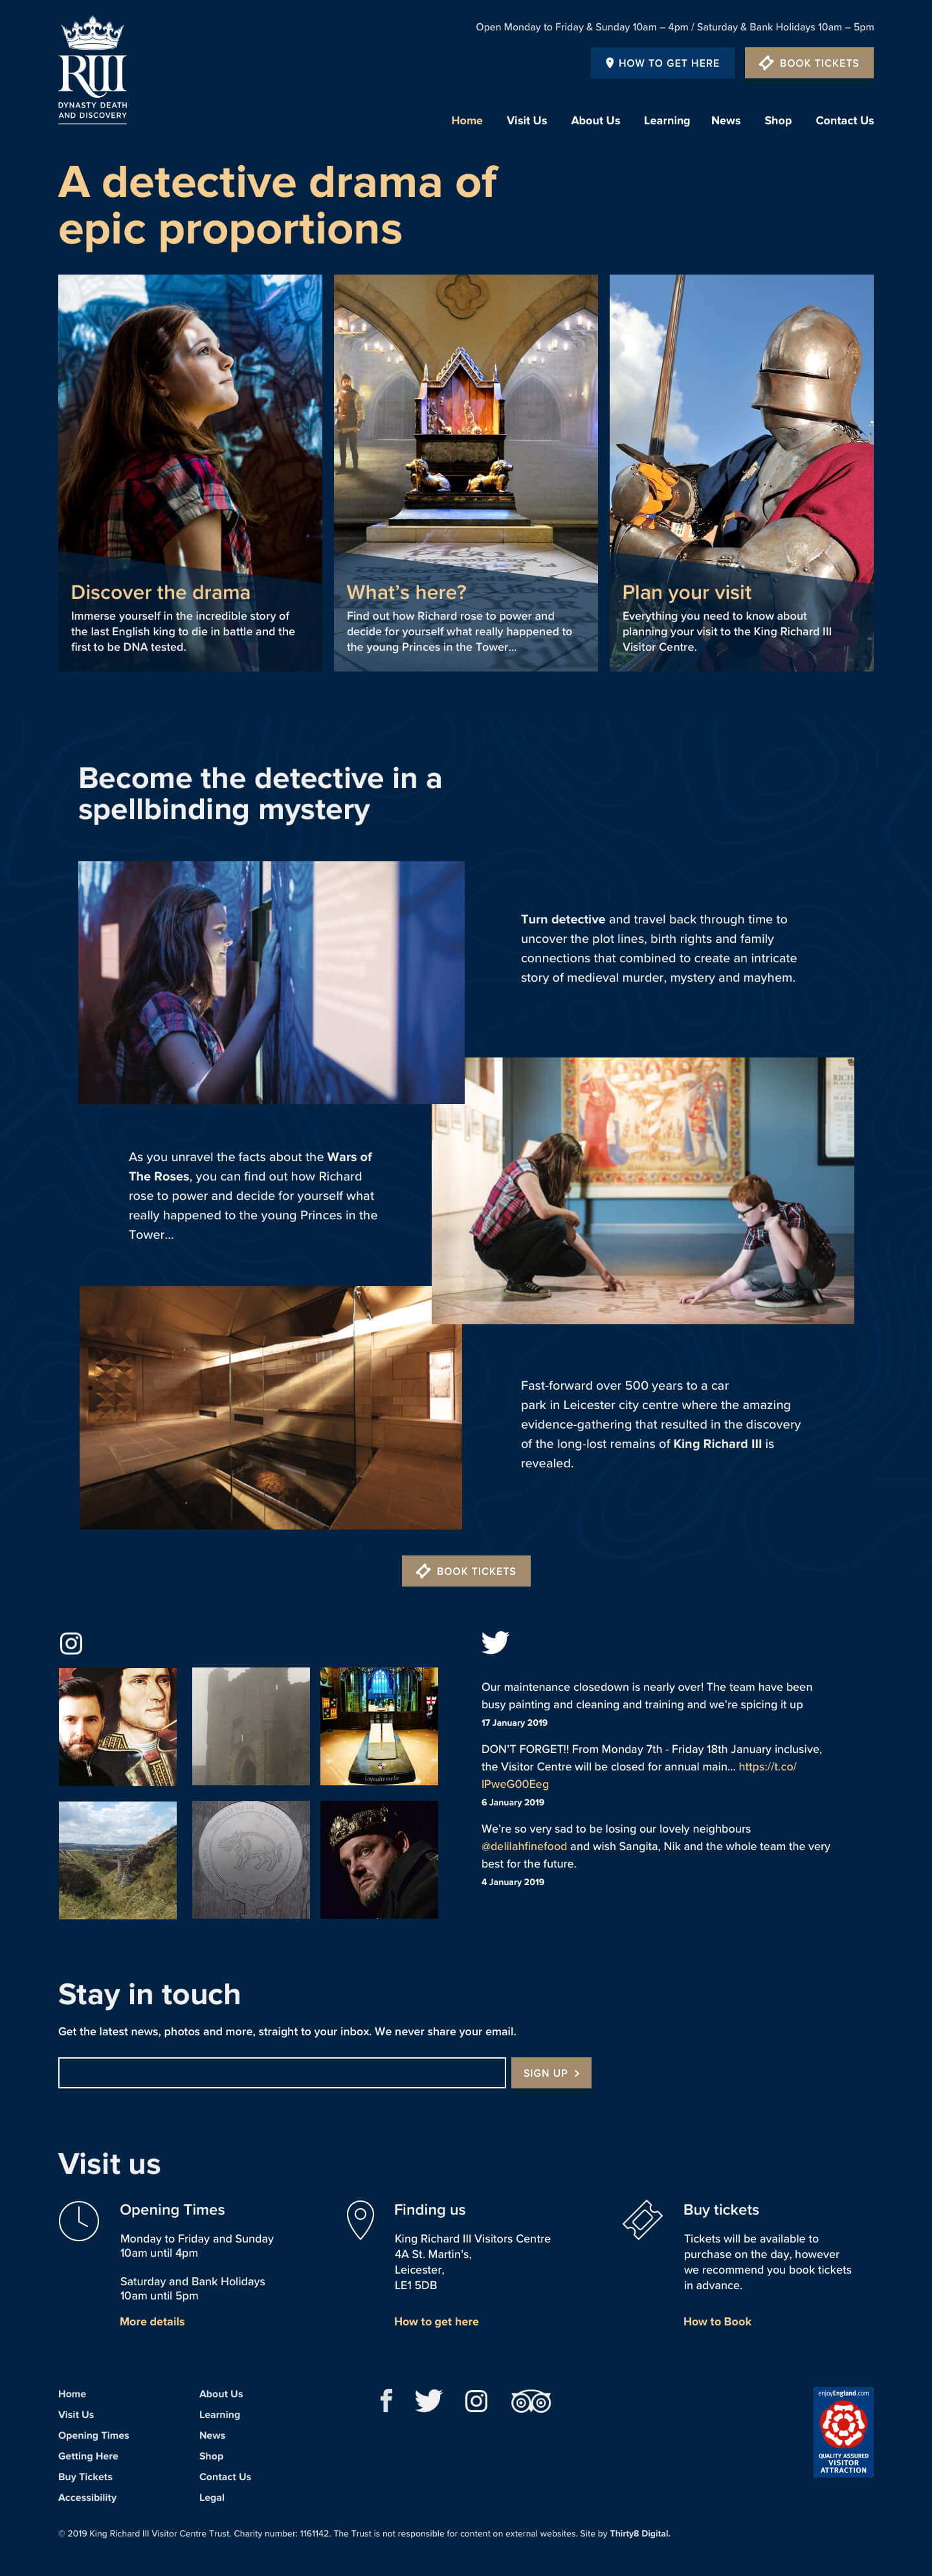 Open Monday to Friday & Sunday 10am – 4pm / Saturday & Bank Holidays 10am – 5pm
RIII
DYNASTY DEATH
AND DISCOVERY
HOW TO GET HERE
BOOK TICKETS
Home Visit Us About Us Learning News Shop Contact Us
A detective drama of
epic proportions
Discover the drama
Immerse yourself in the incredible story of
the last English king to die in battle and the
first to be DNA tested.
What's here?
Find out how Richard rose to power and
decide for yourself what really happened to
the young Princes in the Tower...
Plan your visit
Everything you need to know about
planning your visit to the King Richard III
Visitor Centre.
Become the detective in a
spellbinding mystery
Turn detective and travel back through time to
uncover the plot lines, birth rights and family
connections that combined to create an intricate
story of medieval murder, mystery and mayhem.
RICH
As you unravel the facts about the Wars of
The Roses, you can find out how Richard
rose to power and decide for yourself what
really happened to the young Princes in the
Tower...
Fast-forward over 500 years to a car
park in Leicester city centre where the amazing
evidence-gathering that resulted in the discovery
of the long-lost remains of King Richard III is
revealed.
BOOK TICKETS
Our maintenance closedown is nearly over! The team have been
busy painting and cleaning and training and we're spicing it up
17 January 2019
DON'T FORGET!! From Monday 7th - Friday 18th January inclusive,
the Visitor Centre will be closed for annual main... https://t.co/
IPweG00Eeg
6 January 2019
We're so very sad to be losing our lovely neighbours
@delilahfinefood and wish Sangita, Nik and the whole team the very
best for the future.
4 January 2019
Stay in touch
Get the latest news, photos and more, straight to your inbox. We never share your email.
SIGN UP >
Visit us
Opening Times
Monday to Friday and Sunday
10am until 4pm
Saturday and Bank Holidays
10am until 5pm
More details
Finding us
King Richard III Visitors Centre
4A St. Martin's,
Leicester,
LE1 5DB
How to get here
Buy tickets
Tickets will be available to
purchase on the day, however
we recommend you book tickets
in advance.
How to Book
Home
Visit Us
Opening Times
Getting Here
Buy Tickets
Accessibility
About Us
Learning
News
Shop
Contact Us
Legal
enjoyEngland.com
QUALITY ASSURED
VISITOR
ATTRACTION
© 2019 King Richard III Visitor Centre Trust. Charity number: 1161142. The Trust is not responsible for content on external websites. Site by Thirty8 Digital.